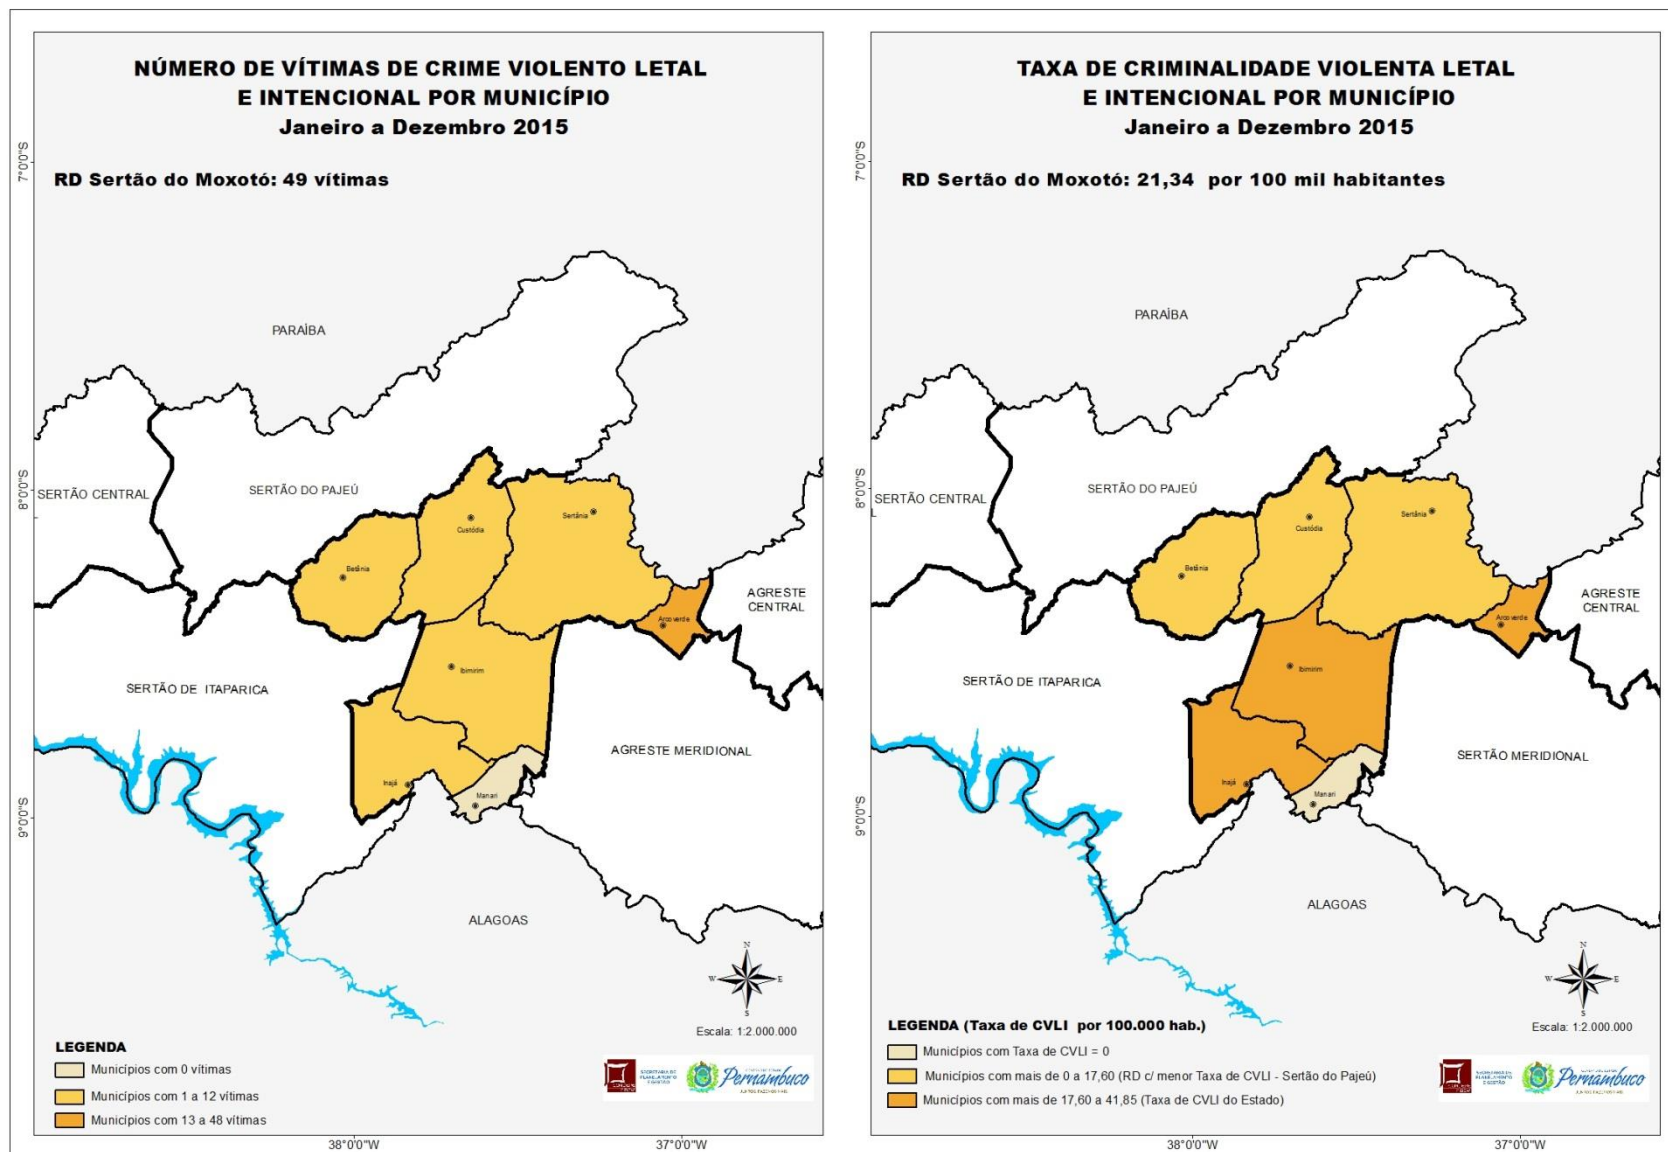 NÚMERO DE VÍTIMAS DE CRIME VIOLENTO LETAL
E INTENCIONAL POR MUNICÍPIO
Janeiro a Dezembro 2015
RD Sertão do Moxotó: 49 vítimas
7°0'0"S
8°0'0"S
9°0'0"S
PARAÍBA
SERTÃO CENTRAL
SERTÃO DO PAJEÚ
Custódia
Sertânia
Betânia
AGRESTE
CENTRAL
Arcoverde
Ibimirim
SERTÃO DE ITAPARICA
AGRESTE MERIDIONAL
Inajá
Manari
ALAGOAS
N
W
E
S
Escala: 1:2.000.000
LEGENDA
Municípios com 0 vítimas
Municípios com 1 a 12 vítimas
Municípios com 13 a 48 vítimas
SECRETARIA DE
PLANEJAMENTO
E GESTÃO
Pernambuco
38°0'0"W
37°0'0"W
TAXA DE CRIMINALIDADE VIOLENTA LETAL
E INTENCIONAL POR MUNICÍPIO
Janeiro a Dezembro 2015
RD Sertão do Moxotó: 21,34 por 100 mil habitantes
7°0'0"S
8°0'0"S
9°0'0"S
PARAÍBA
SERTÃO CENTRAL
SERTÃO DO PAJEÚ
Custódia
Sertânia
Betânia
AGRESTE
CENTRAL
Arcoverde
Ibimirim
SERTÃO DE ITAPARICA
SERTÃO MERIDIONAL
Inajá
Manari
ALAGOAS
N
W
E
S
Escala: 1:2.000.000
LEGENDA (Taxa de CVLI por 100.000 hab.)
Municípios com Taxa de CVLI = 0
Municípios com mais de 0 a 17,60 (RD c/ menor Taxa de CVLI - Sertão do Pajeú)
Municípios com mais de 17,60 a 41,85 (Taxa de CVLI do Estado)
SECRETARIA DE
PLANEJAMENTO
E GESTÃO
Pernambuco
38°0'0"W
37°0'0"W